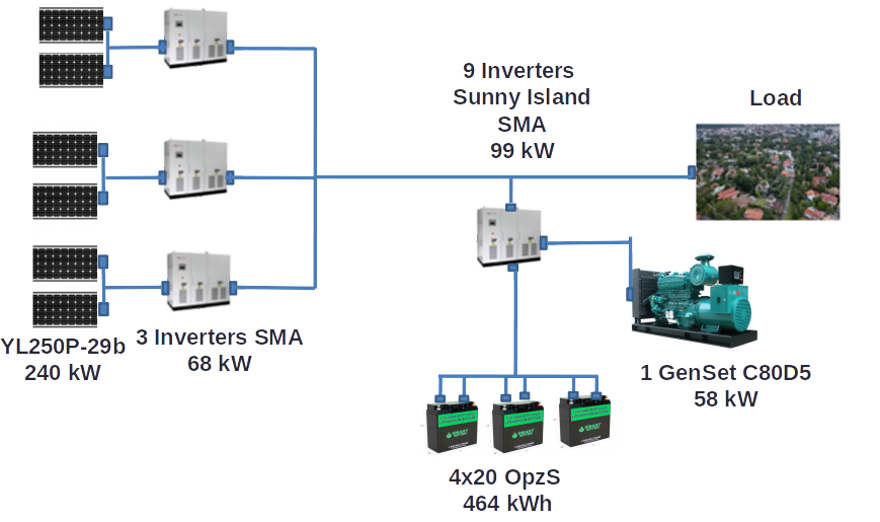 9 Inverters
Sunny Island
SMA
99 kW
Load
YL250P-29b
240 kW
3 Inverters SMA
68 kW
1 GenSet C80D5
58 kW
4x20 OpzS
464 kWh